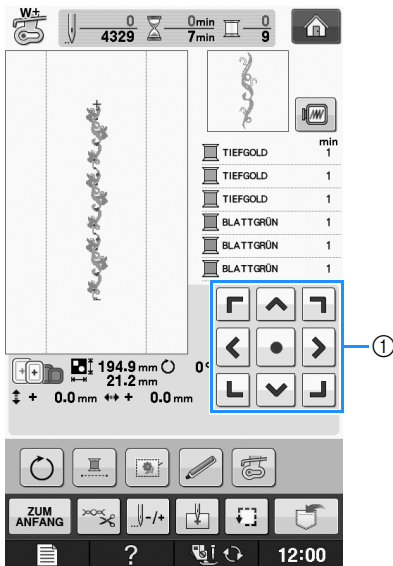 W+ 0 0min 0
4329 7min 9
min
TIEFGOLD 1
TIEFGOLD 1
TIEFGOLD 1
BLATTGRÜN 1
BLATTGRÜN 1
BLATTGRÜN 1
①
194.9 mm 0°
21.2 mm
+ 0.0 mm + 0.0 mm
ZUM ANFANG -/+
? 12:00